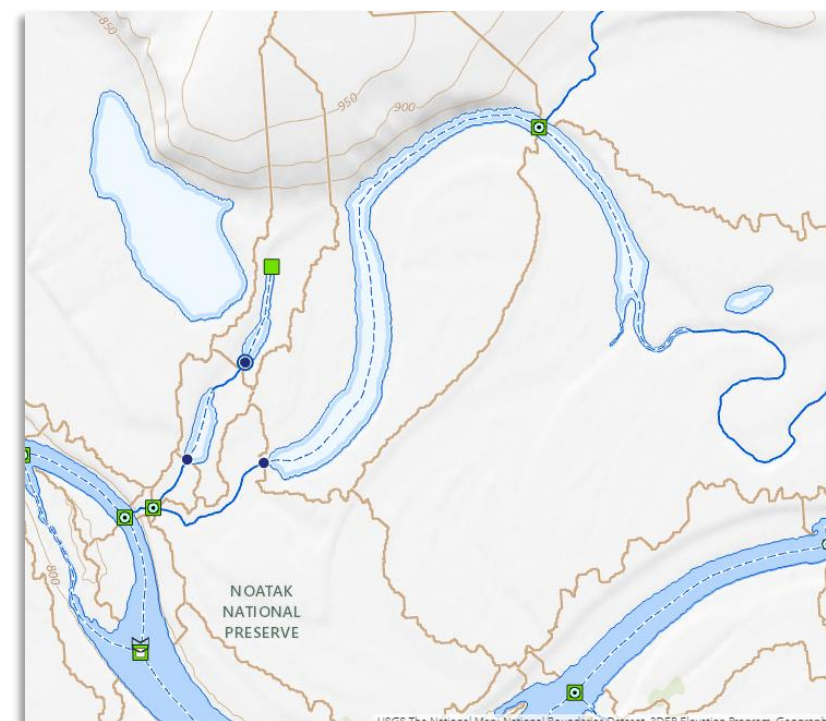 850
950
900
800
NOATAK
NATIONAL
PRESERVE
USGS The National Map: National Boundaries Dataset, 3DEP Elevation Program, Geograph